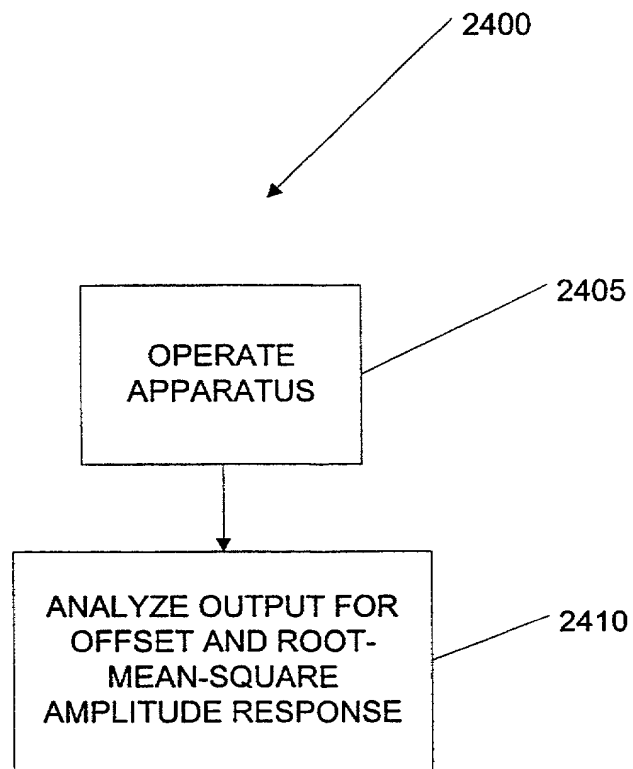 2400
2405
OPERATE
APPARATUS
ANALYZE OUTPUT FOR
OFFSET AND ROOT-
MEAN-SQUARE
AMPLITUDE RESPONSE
2410